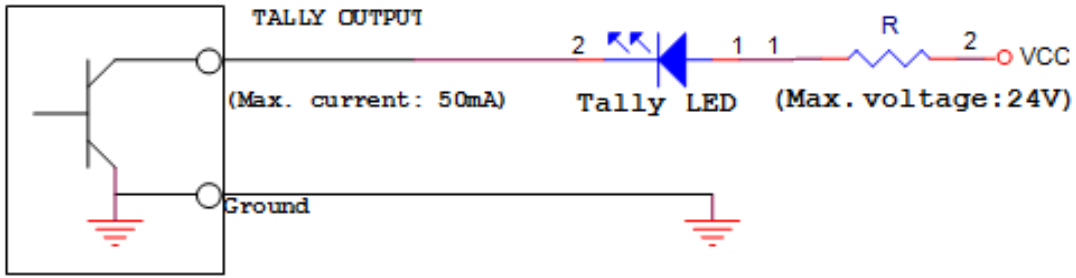 TALLY OUTPUT
R
2
1
1
2
VCC
(Max. current: 50mA)
Tally LED
(Max.voltage:24V)
Ground